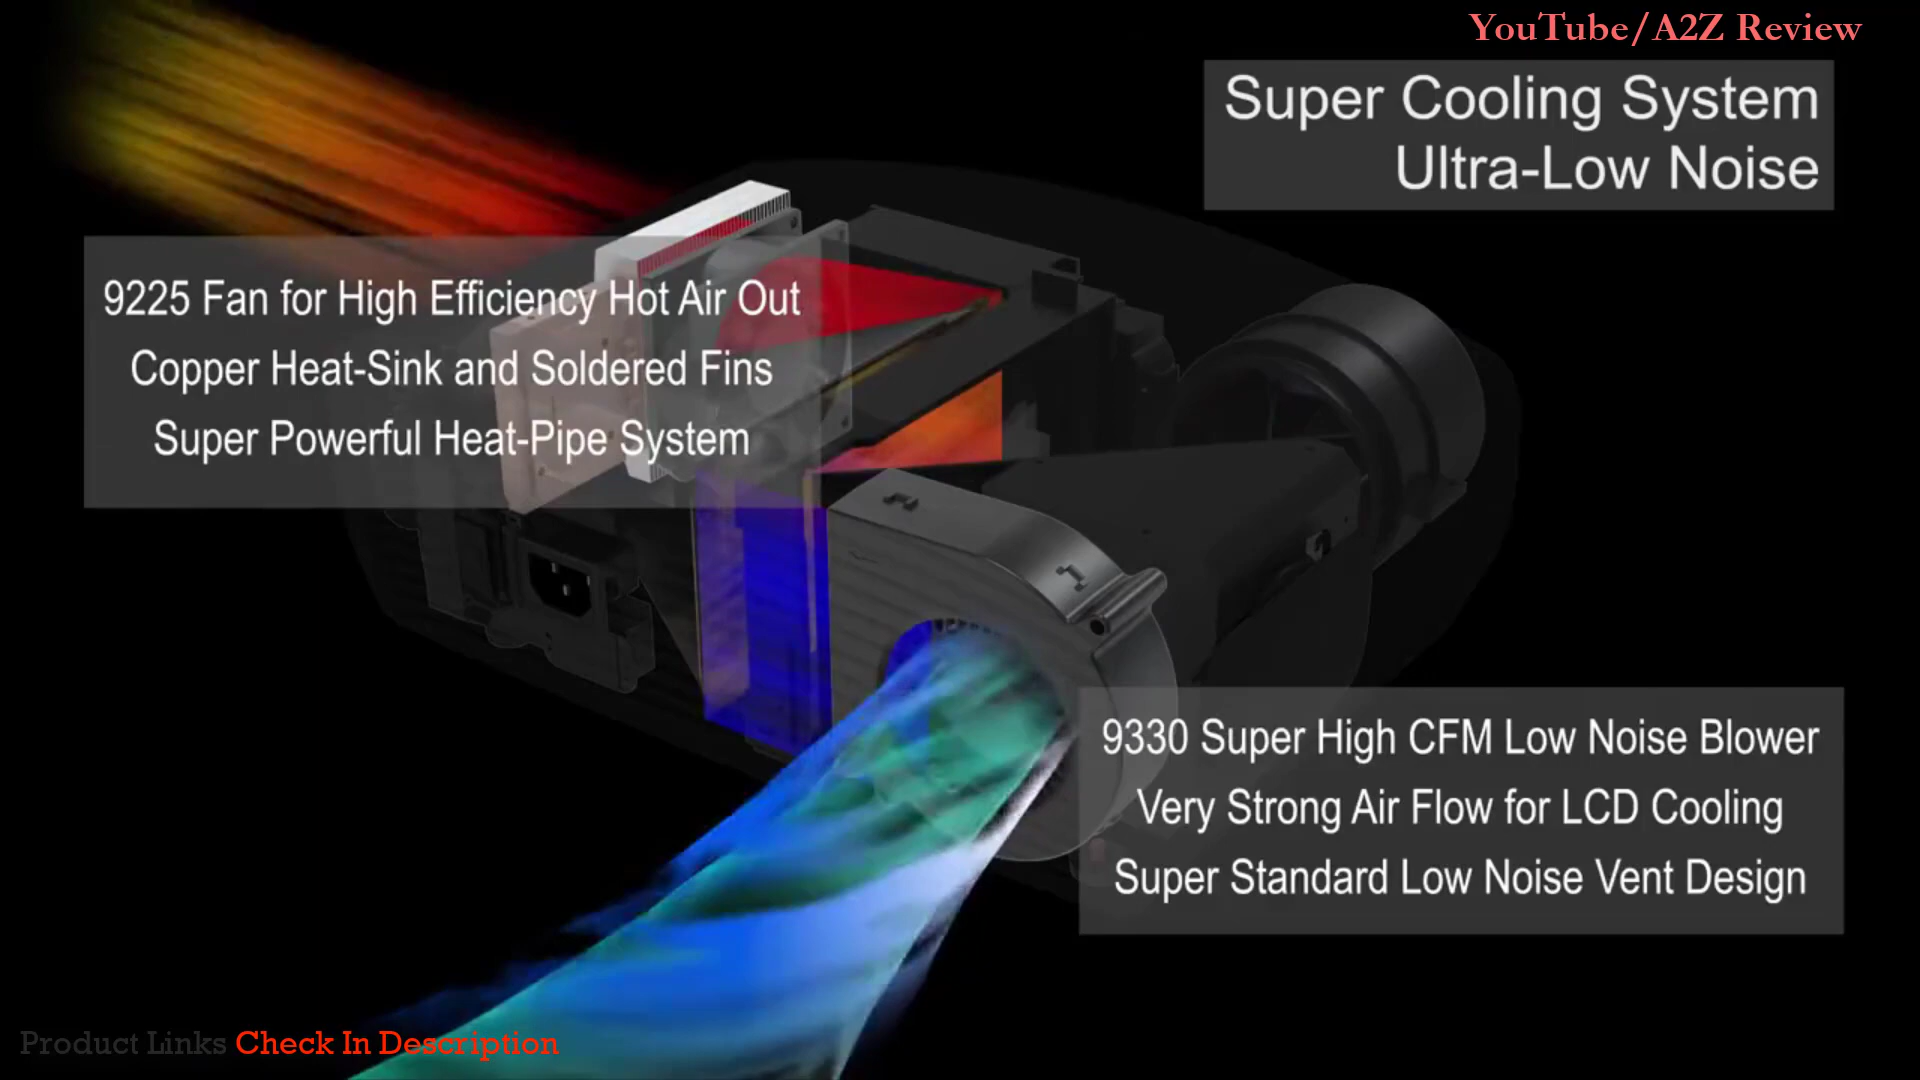 YouTube/A2Z Review
Super Cooling System
Ultra-Low Noise
9225 Fan for High Efficiency Hot Air Out
Copper Heat-Sink and Soldered Fins
Super Powerful Heat-Pipe System
9330 Super High CFM Low Noise Blower
Very Strong Air Flow for LCD Cooling
Super Standard Low Noise Vent Design
Product Links Check In Description